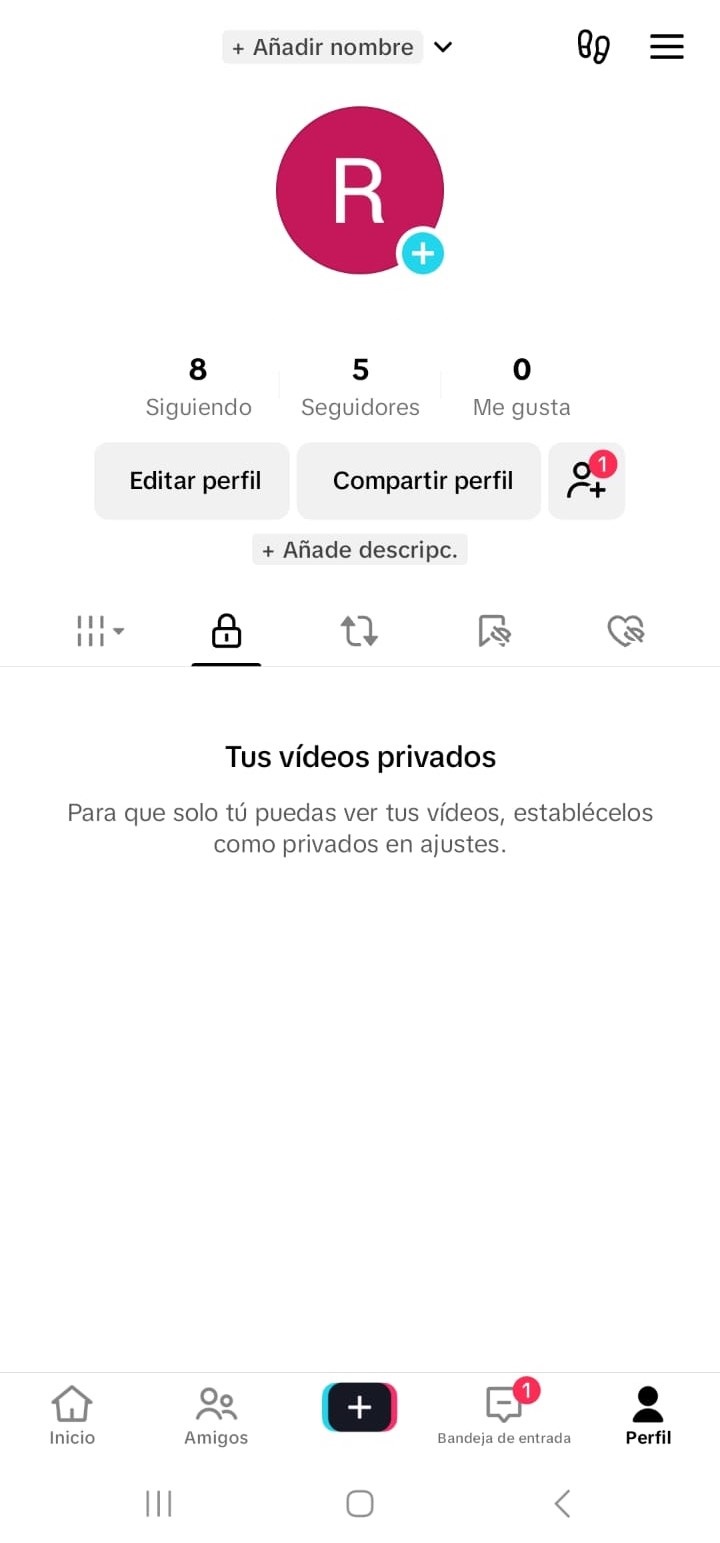 + Añadir nombre
R
8
5
0
Siguiendo
Seguidores
Me gusta
Editar perfil
Compartir perfil
1
+ Añade descripc.
Tus vídeos privados
Para que solo tú puedas ver tus vídeos, establécelos
como privados en ajustes.
1
Inicio
Amigos
Bandeja de entrada
Perfil